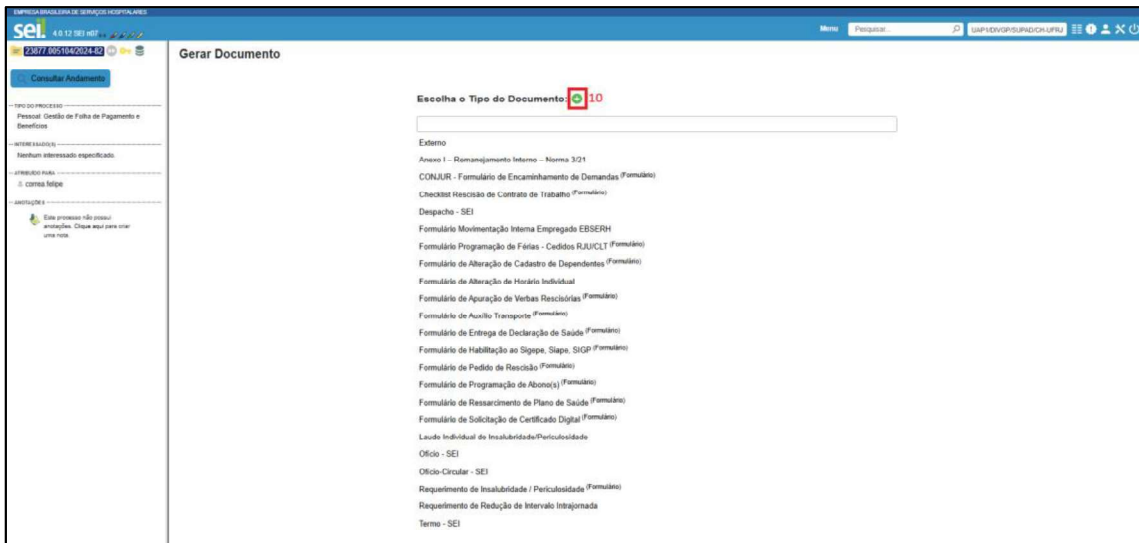 EMPRESA BRASILEIRA DE SERVIÇOS HOSPITALARES
sei. 4.0.12 SEI n07
Menu Pesquisar... UAP1/DIVGP/SUPAD/CH-UFRJ
23877.005104/2024-82
Consultar Andamento
TIPO DO PROCESSO
Pessoal: Gestão de Folha de Pagamento e
Benefícios
INTERESSADO(S)
Nenhum interessado especificado.
ATRIBUÍDO PARA
correa.felipe
ANOTAÇÕES
Este processo não possui
anotações. Clique aqui para criar
uma nota.
Gerar Documento
Escolha o Tipo do Documento: 10
Externo
Anexo I – Remanejamento Interno – Norma 3/21
CONJUR - Formulário de Encaminhamento de Demandas (Formulário)
Checklist Rescisão de Contrato de Trabalho (Formulário)
Despacho - SEI
Formulário Movimentação Interna Empregado EBSERH
Formulário Programação de Férias - Cedidos RJU/CLT (Formulário)
Formulário de Alteração de Cadastro de Dependentes (Formulário)
Formulário de Alteração de Horário Individual
Formulário de Apuração de Verbas Rescisórias (Formulário)
Formulário de Auxílio Transporte (Formulário)
Formulário de Entrega de Declaração de Saúde (Formulário)
Formulário de Habilitação ao Sigepe, Siape, SIGP (Formulário)
Formulário de Pedido de Rescisão (Formulário)
Formulário de Programação de Abono(s) (Formulário)
Formulário de Ressarcimento de Plano de Saúde (Formulário)
Formulário de Solicitação de Certificado Digital (Formulário)
Laudo Individual de Insalubridade/Periculosidade
Ofício - SEI
Ofício-Circular - SEI
Requerimento de Insalubridade / Periculosidade (Formulário)
Requerimento de Redução de Intervalo Intrajornada
Termo - SEI